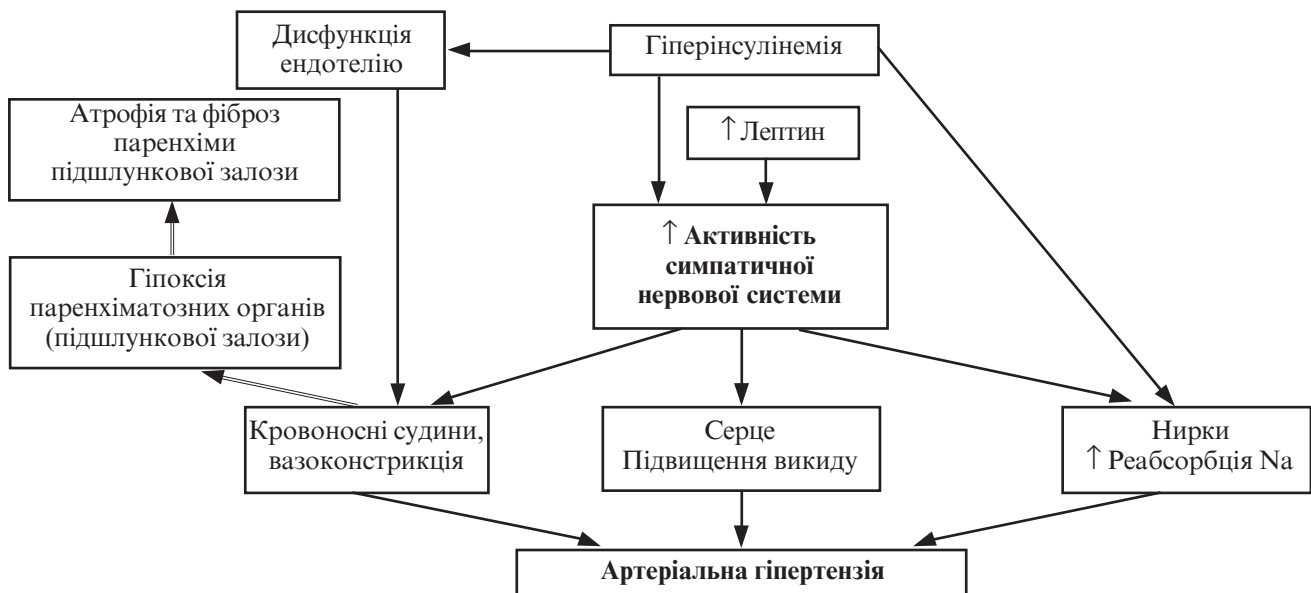 Дисфункція
ендотелію
Гіперінсулінемія
Атрофія та фіброз
паренхіми
підшлункової залози
↑ Лептин
↑ Активність
симпатичної
нервової системи
Гіпоксія
паренхіматозних органів
(підшлункової залози)
Кровоносні судини,
вазоконстрикція
Серце
Підвищення викиду
Нирки
↑ Реабсорбція Na
Артеріальна гіпертензія